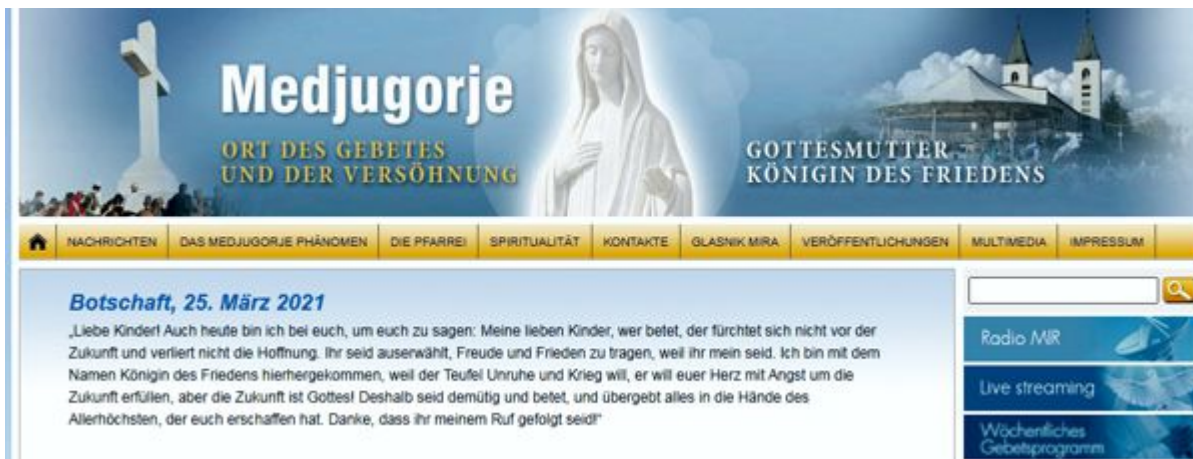 Medjugorje
ORT DES GEBETES
UND DER VERSÖHNUNG
GOTTESMUTTER
KÖNIGIN DES FRIEDENS
NACHRICHTEN
DAS MEDJUGORJE PHÄNOMEN
DIE PFARREI
SPIRITUALITÄT
KONTAKTE
GLASNIK MIRA
VERÖFFENTLICHUNGEN
MULTIMEDIA
IMPRESSUM
Botschaft, 25. März 2021
„Liebe Kinder! Auch heute bin ich bei euch, um euch zu sagen: Meine lieben Kinder, wer betet, der fürchtet sich nicht vor der
Zukunft und verliert nicht die Hoffnung. Ihr seid auserwählt, Freude und Frieden zu tragen, weil ihr mein seid. Ich bin mit dem
Namen Königin des Friedens hierhergekommen, weil der Teufel Unruhe und Krieg will, er will euer Herz mit Angst um die
Zukunft erfüllen, aber die Zukunft ist Gottes! Deshalb seid demütig und betet, und übergebt alles in die Hände des
Allerhöchsten, der euch erschaffen hat. Danke, dass ihr meinem Ruf gefolgt seid!“
Radio MIR
Live streaming
Wöchentliches
Gebetsprogramm